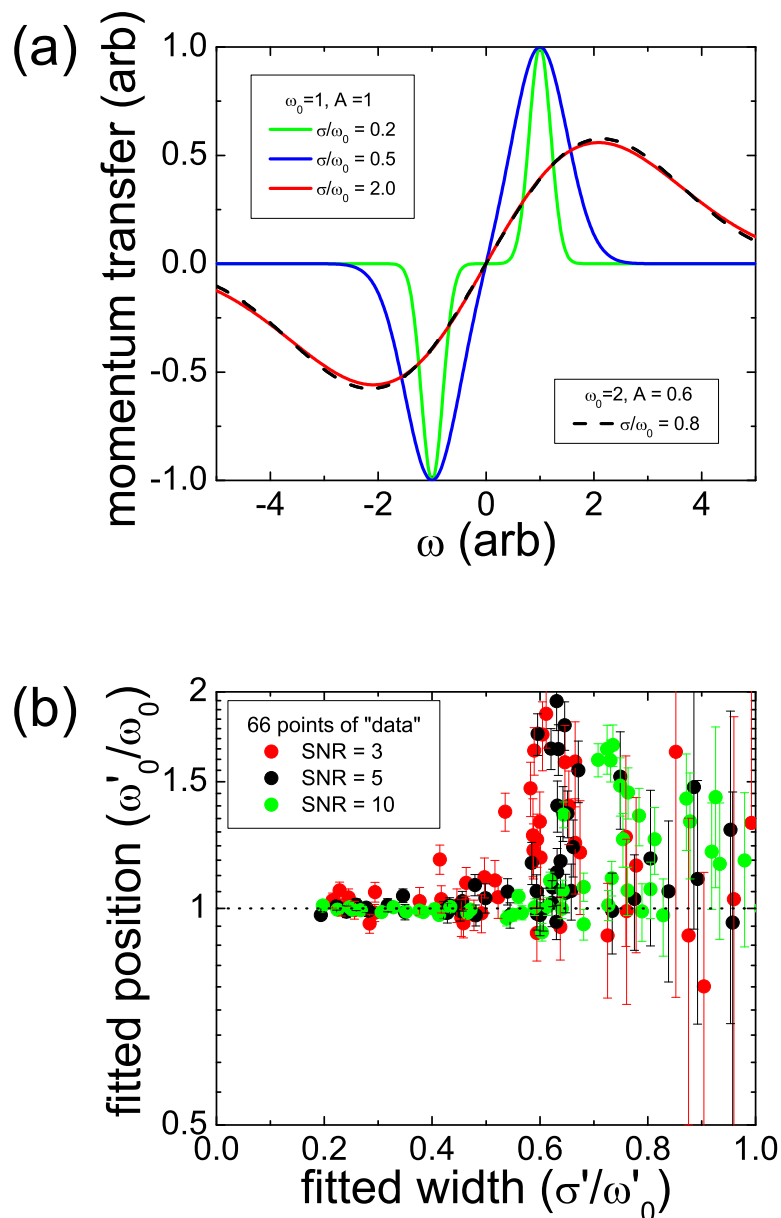 (a)
momentum transfer (arb)
1.0
0.5
0.0
-0.5
-1.0
ω₀=1, A =1
σ/ω₀ = 0.2
σ/ω₀ = 0.5
σ/ω₀ = 2.0
ω₀=2, A = 0.6
σ/ω₀ = 0.8
-4 -2 0 2 4
ω (arb)
(b)
fitted position (ω'₀/ω₀)
2
1.5
1
0.5
66 points of "data"
SNR = 3
SNR = 5
SNR = 10
0.0 0.2 0.4 0.6 0.8 1.0
fitted width (σ'/ω'₀)